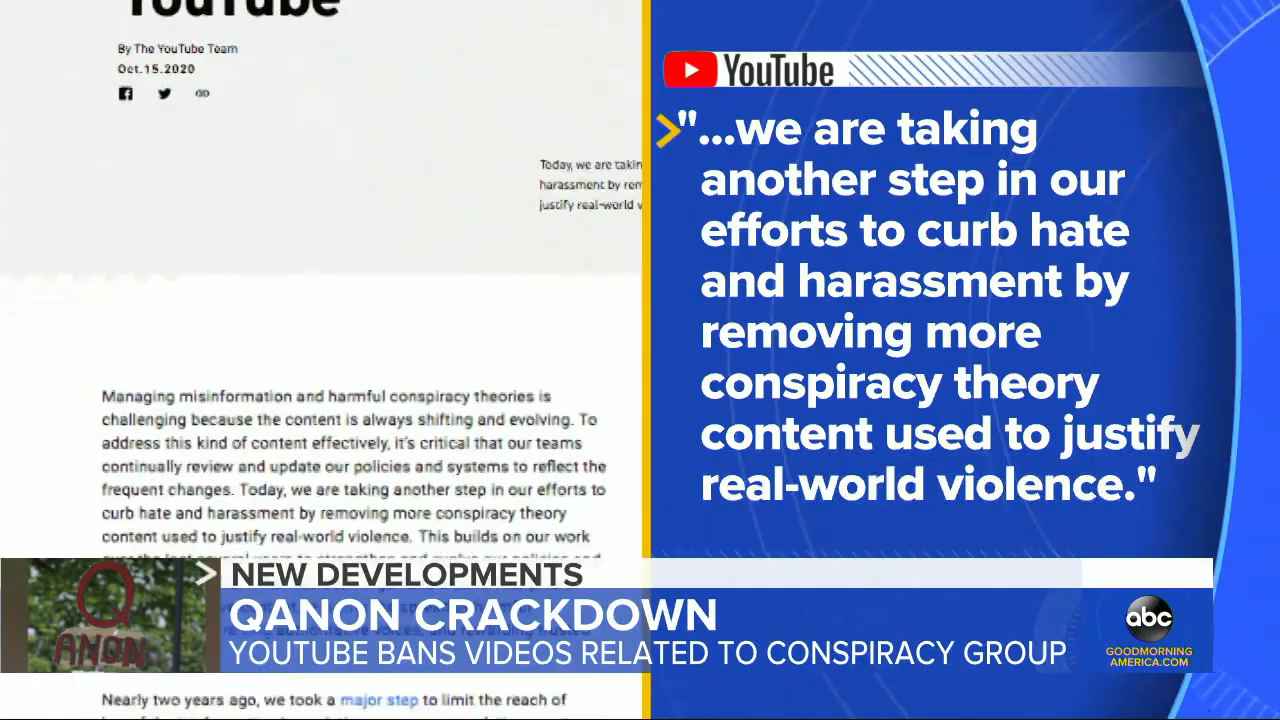 YouTube
By The YouTube Team
Oct.15.2020
Today, we are takin
harassment by rem
justify real-world v
Managing misinformation and harmful conspiracy theories is
challenging because the content is always shifting and evolving. To
address this kind of content effectively, it's critical that our teams
continually review and update our policies and systems to reflect the
frequent changes. Today, we are taking another step in our efforts to
curb hate and harassment by removing more conspiracy theory
content used to justify real-world violence. This builds on our work
Nearly two years ago, we took a major step to limit the reach of
YouTube
"...we are taking
another step in our
efforts to curb hate
and harassment by
removing more
conspiracy theory
content used to justify
real-world violence."
Q
ANON
NEW DEVELOPMENTS
QANON CRACKDOWN
YOUTUBE BANS VIDEOS RELATED TO CONSPIRACY GROUP
abc
GOODMORNING
AMERICA.COM